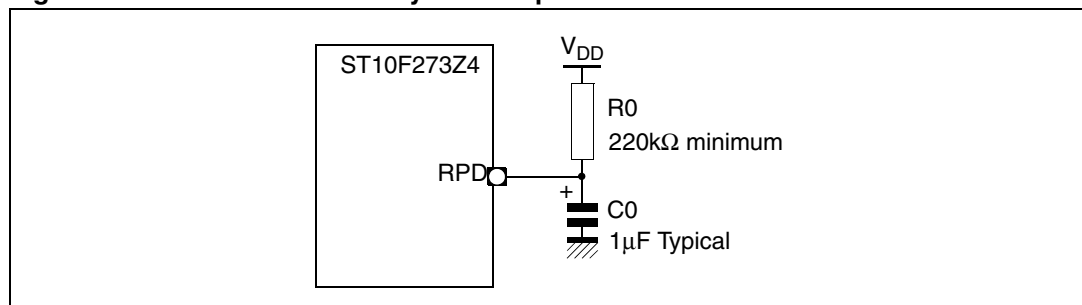 ST10F273Z4
V_DD
R0
220kΩ minimum
RPD
+
C0
1μF Typical